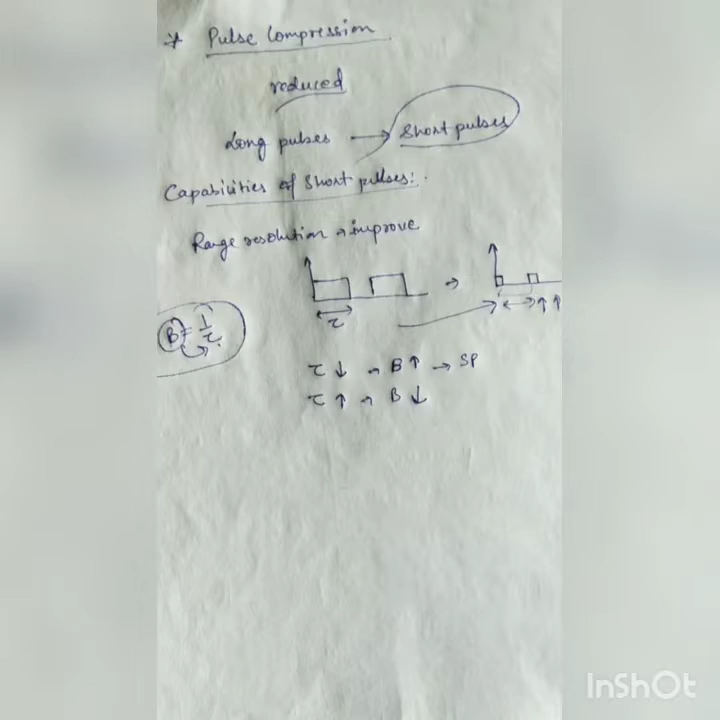 * Pulse Compression
reduced
Long pulses → Short pulses
Capabilities of Short pulses:
Range resolution → improve
τ
↔ ↑↑
B = 1/τ
τ ↓ → B ↑ → SP
τ ↑ → B ↓
InShOt